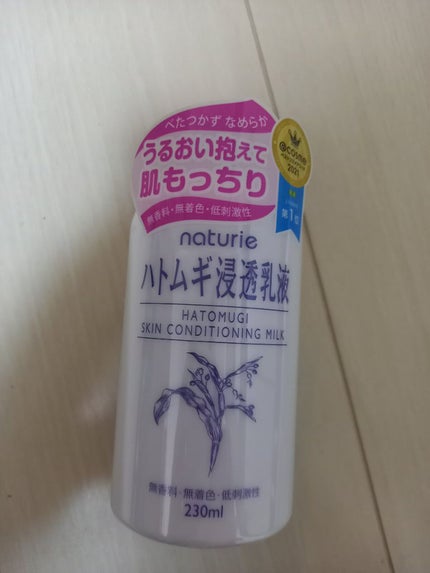 べたつかず なめらか
うるおい抱えて
肌もっちり
無香料・無着色・低刺激性
@cosme
2021
第1位
naturie
ハトムギ浸透乳液
HATOMUGI
SKIN CONDITIONING MILK
無香料・無着色・低刺激性
230ml